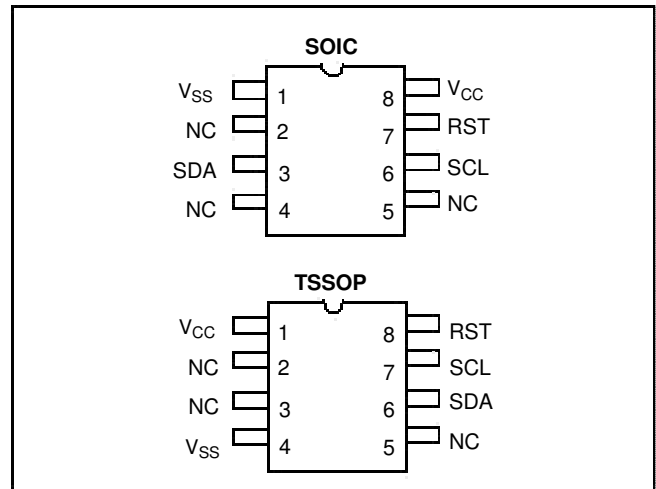 SOIC
VSS 1 8 VCC
NC 2 7 RST
SDA 3 6 SCL
NC 4 5 NC
TSSOP
VCC 1 8 RST
NC 2 7 SCL
NC 3 6 SDA
VSS 4 5 NC